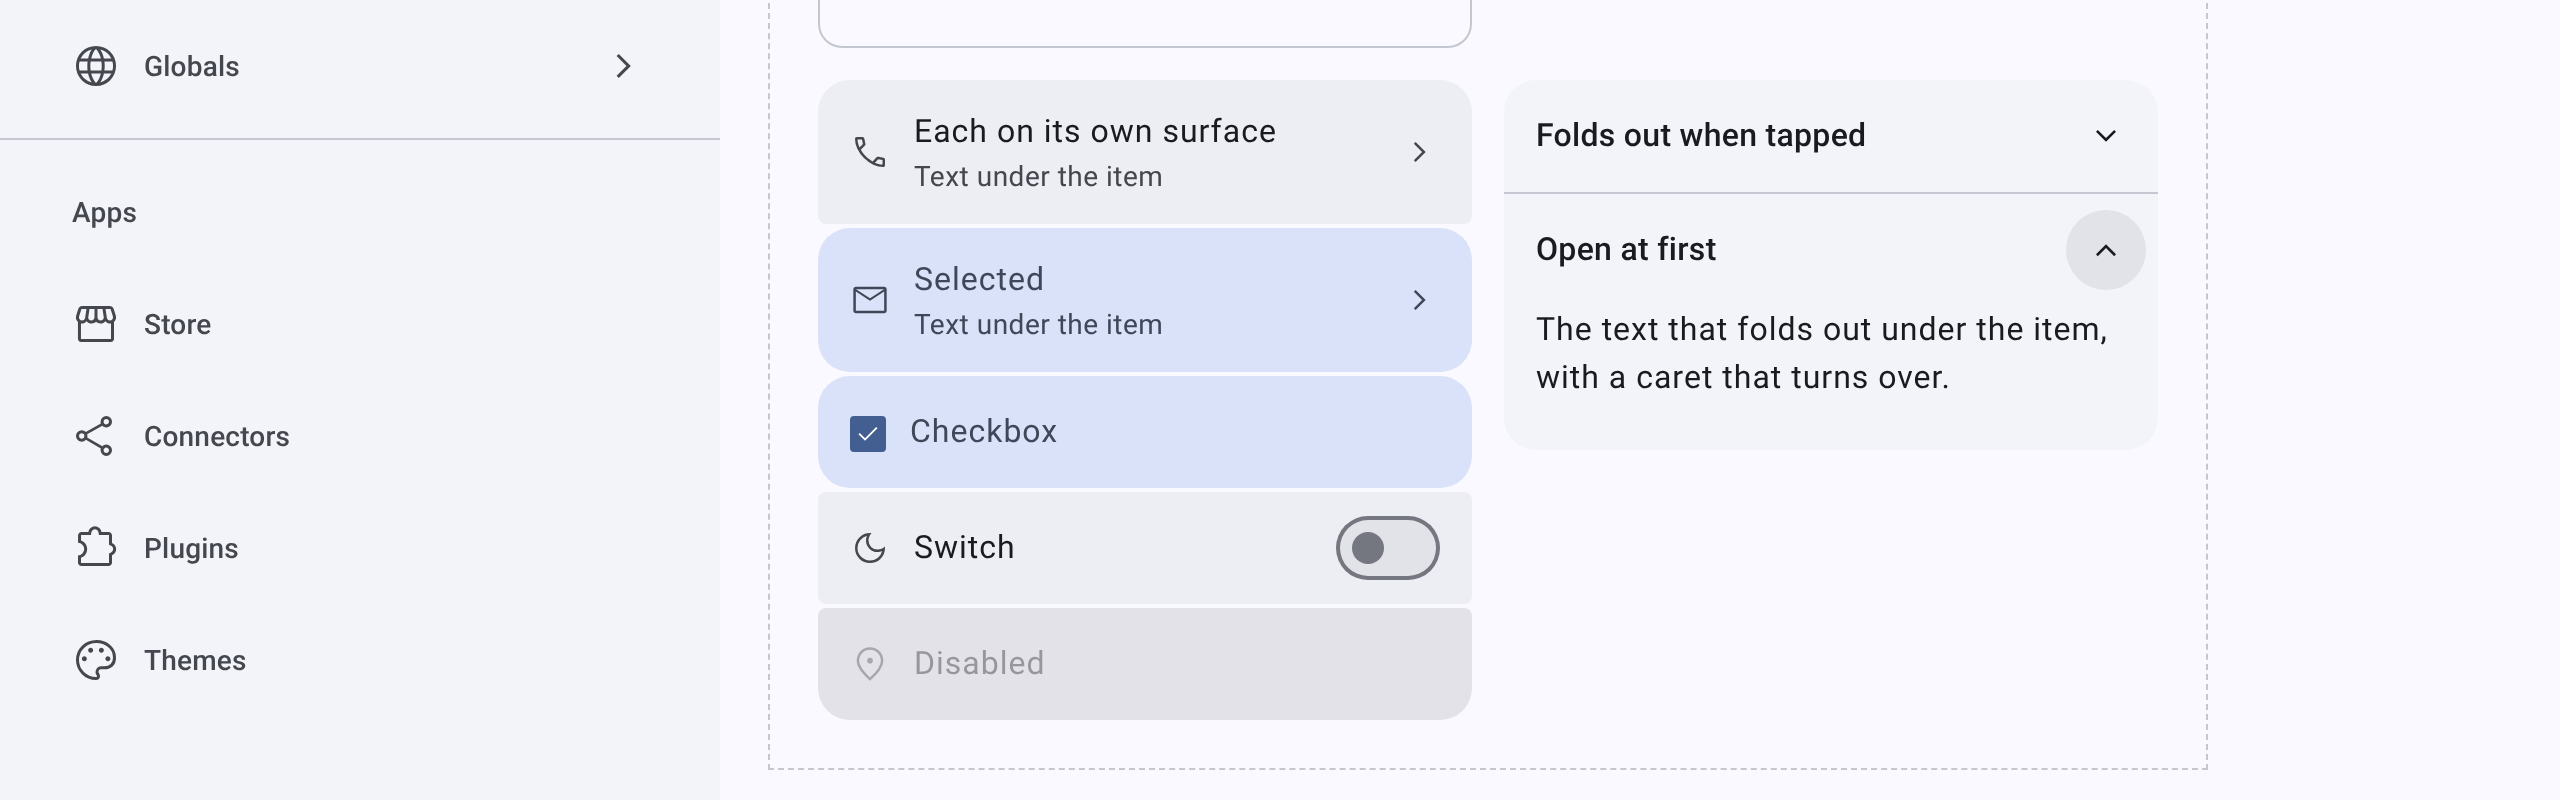 Globals
Apps
Store
Connectors
Plugins
Themes
Each on its own surface
Text under the item
Selected
Text under the item
Checkbox
Switch
Disabled
Folds out when tapped
Open at first
The text that folds out under the item,
with a caret that turns over.